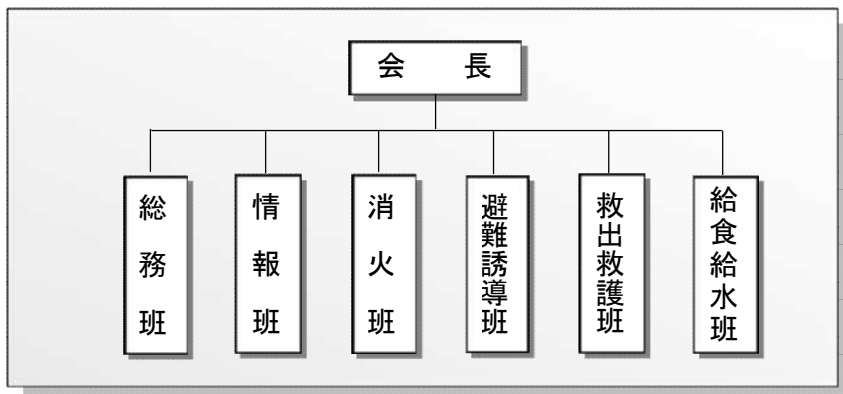 会長
総務班
情報班
消火班
避難誘導班
救出救護班
給食給水班